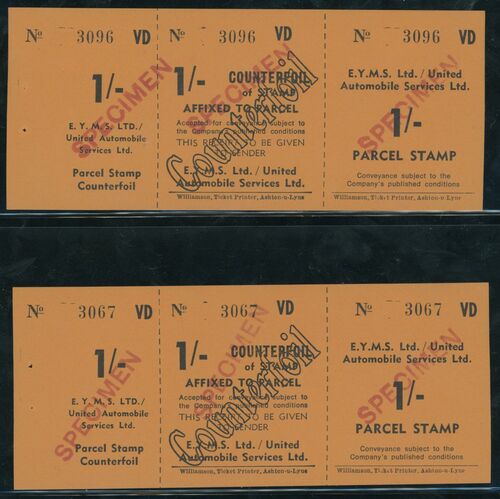 Nº 3096 VD
1/-
SPECIMEN
E.Y.M.S. LTD./
United Automobile
Services Ltd.
Parcel Stamp
Counterfoil
Nº 3096 VD
1/- COUNTERFOIL
of STAMP
AFFIXED TO PARCEL
Accepted for conveyance subject to
the Company's published conditions
THIS RECEIPT TO BE GIVEN
SENDER
E.Y.M.S. Ltd./United
Automobile Services Ltd.
Counterfoil
SPECIMEN
Williamson, Ticket Printer, Ashton-u-Lyne
Nº 3096 VD
E.Y.M.S. Ltd./United
Automobile Services Ltd.
SPECIMEN
1/-
PARCEL STAMP
Conveyance subject to the
Company's published conditions
Williamson, Ticket Printer, Ashton-u-Lyne
Nº 3067 VD
1/-
SPECIMEN
E.Y.M.S. LTD./
United Automobile
Services Ltd.
Parcel Stamp
Counterfoil
Nº 3067 VD
1/- COUNTERFOIL
of STAMP
AFFIXED TO PARCEL
Accepted for conveyance subject to
the Company's published conditions
THIS RECEIPT TO BE GIVEN
SENDER
E.Y.M.S. Ltd./United
Automobile Services Ltd.
Counterfoil
SPECIMEN
Williamson, Ticket Printer, Ashton-u-Lyne
Nº 3067 VD
E.Y.M.S. Ltd./United
Automobile Services Ltd.
SPECIMEN
1/-
PARCEL STAMP
Conveyance subject to the
Company's published conditions
Williamson, Ticket Printer, Ashton-u-Lyne